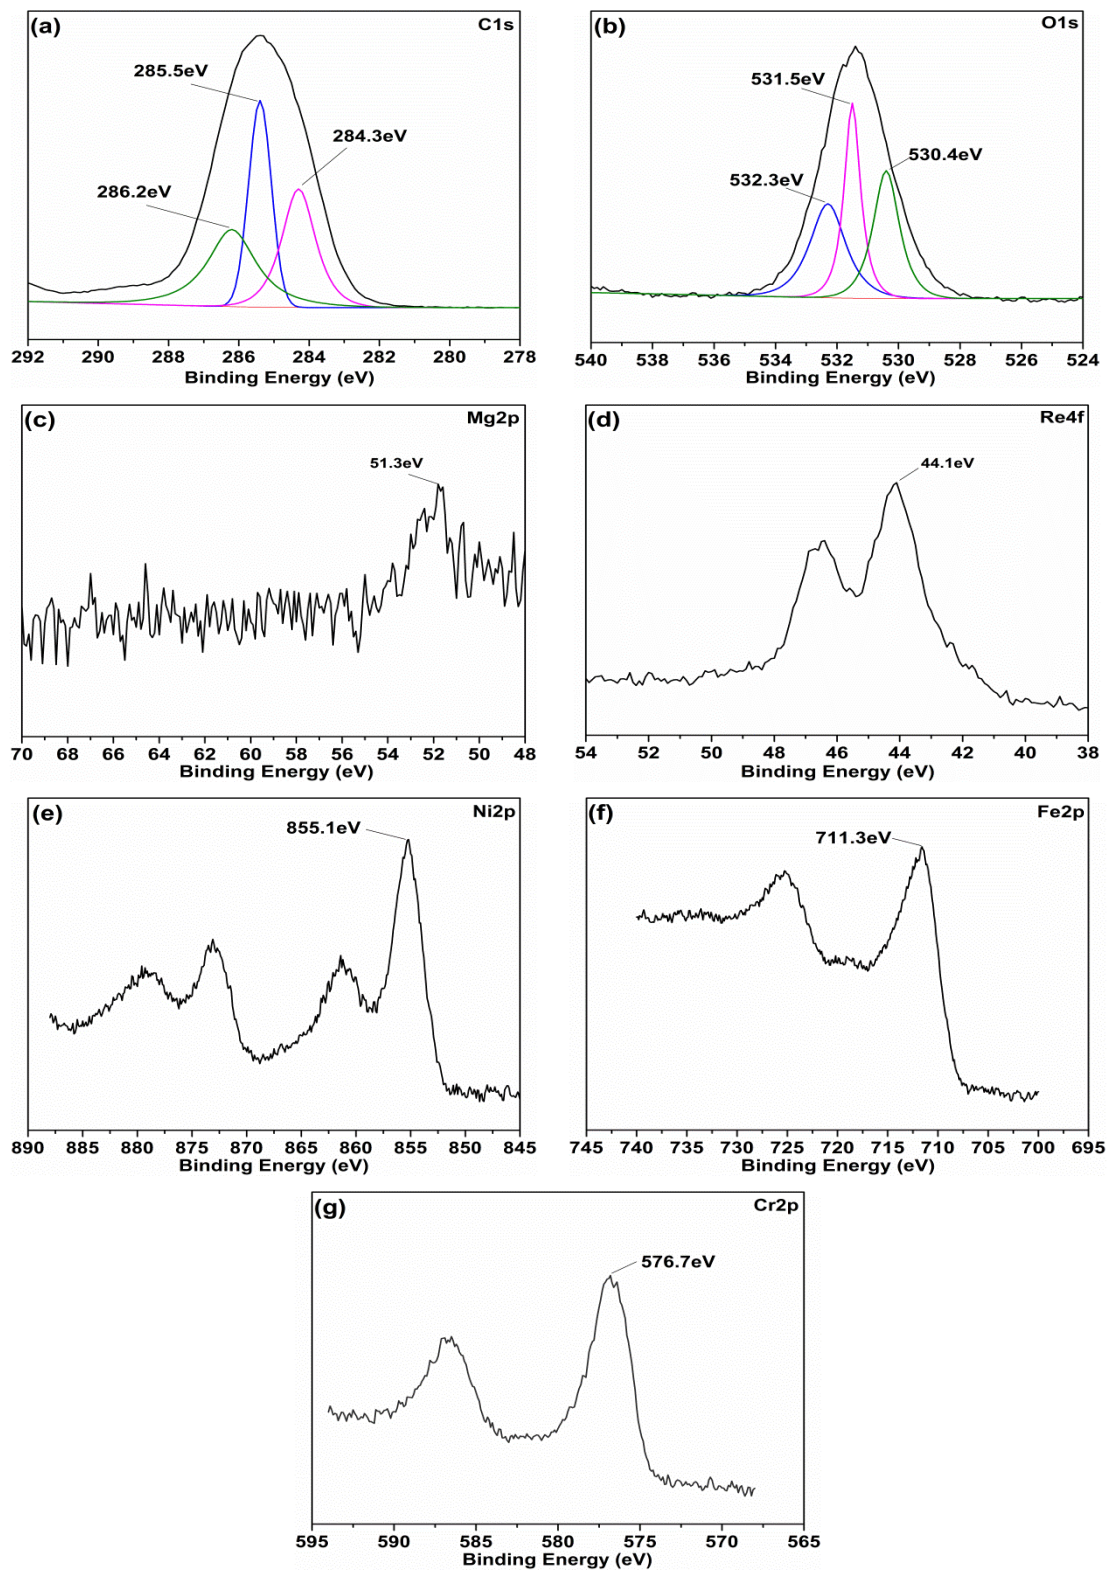 (a)
C1s
285.5eV
284.3eV
286.2eV
292 290 288 286 284 282 280 278
Binding Energy (eV)
(b)
O1s
531.5eV
530.4eV
532.3eV
540 538 536 534 532 530 528 526 524
Binding Energy (eV)
(c)
Mg2p
51.3eV
70 68 66 64 62 60 58 56 54 52 50 48
Binding Energy (eV)
(d)
Re4f
44.1eV
54 52 50 48 46 44 42 40 38
Binding Energy (eV)
(e)
Ni2p
855.1eV
890 885 880 875 870 865 860 855 850 845
Binding Energy (eV)
(f)
Fe2p
711.3eV
745 740 735 730 725 720 715 710 705 700 695
Binding Energy (eV)
(g)
Cr2p
576.7eV
595 590 585 580 575 570 565
Binding Energy (eV)